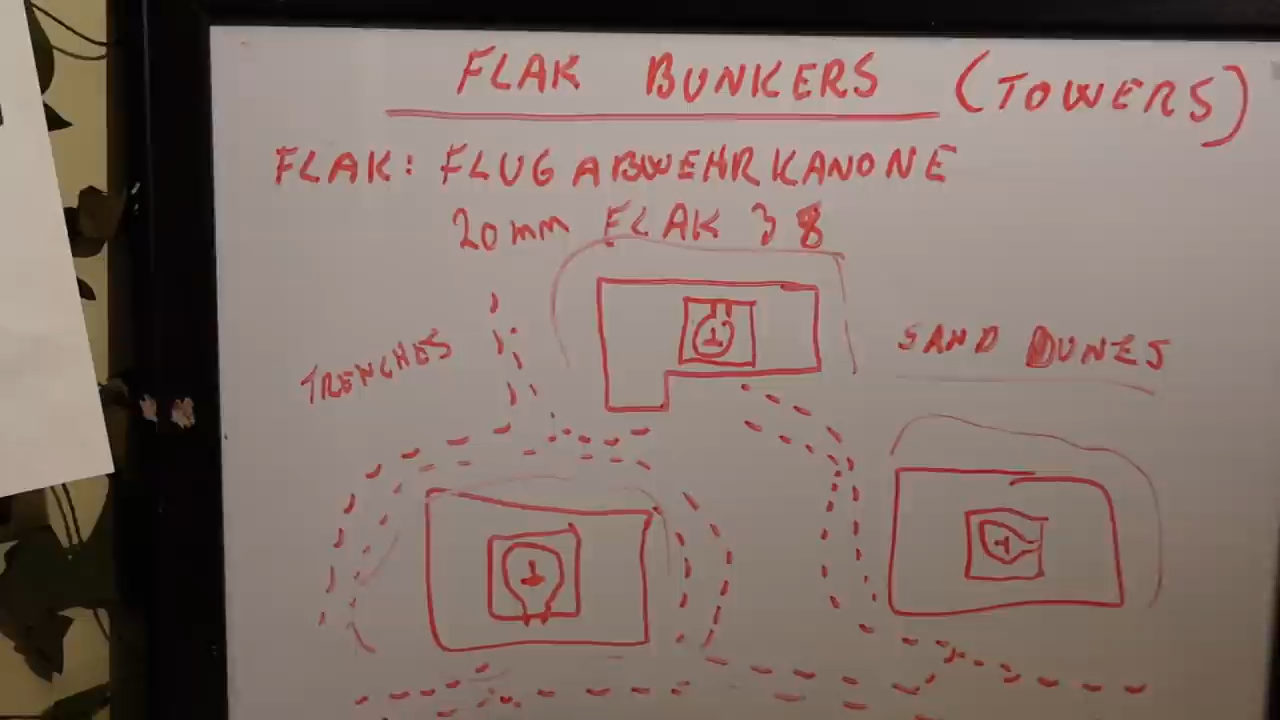 FLAK BUNKERS (TOWERS)
FLAK: FLUGABWEHRKANONE
20mm FLAK 38
TRENCHES
SAND DUNES